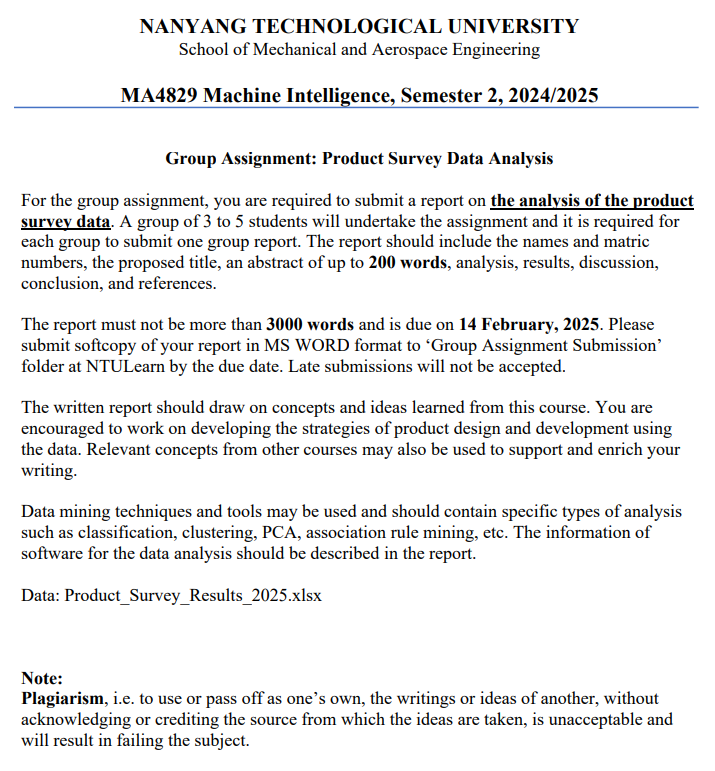 NANYANG TECHNOLOGICAL UNIVERSITY
School of Mechanical and Aerospace Engineering
MA4829 Machine Intelligence, Semester 2, 2024/2025
Group Assignment: Product Survey Data Analysis
For the group assignment, you are required to submit a report on the analysis of the product
survey data. A group of 3 to 5 students will undertake the assignment and it is required for
each group to submit one group report. The report should include the names and matric
numbers, the proposed title, an abstract of up to 200 words, analysis, results, discussion,
conclusion, and references.
The report must not be more than 3000 words and is due on 14 February, 2025. Please
submit softcopy of your report in MS WORD format to ‘Group Assignment Submission’
folder at NTULearn by the due date. Late submissions will not be accepted.
The written report should draw on concepts and ideas learned from this course. You are
encouraged to work on developing the strategies of product design and development using
the data. Relevant concepts from other courses may also be used to support and enrich your
writing.
Data mining techniques and tools may be used and should contain specific types of analysis
such as classification, clustering, PCA, association rule mining, etc. The information of
software for the data analysis should be described in the report.
Data: Product_Survey_Results_2025.xlsx
Note:
Plagiarism, i.e. to use or pass off as one’s own, the writings or ideas of another, without
acknowledging or crediting the source from which the ideas are taken, is unacceptable and
will result in failing the subject.